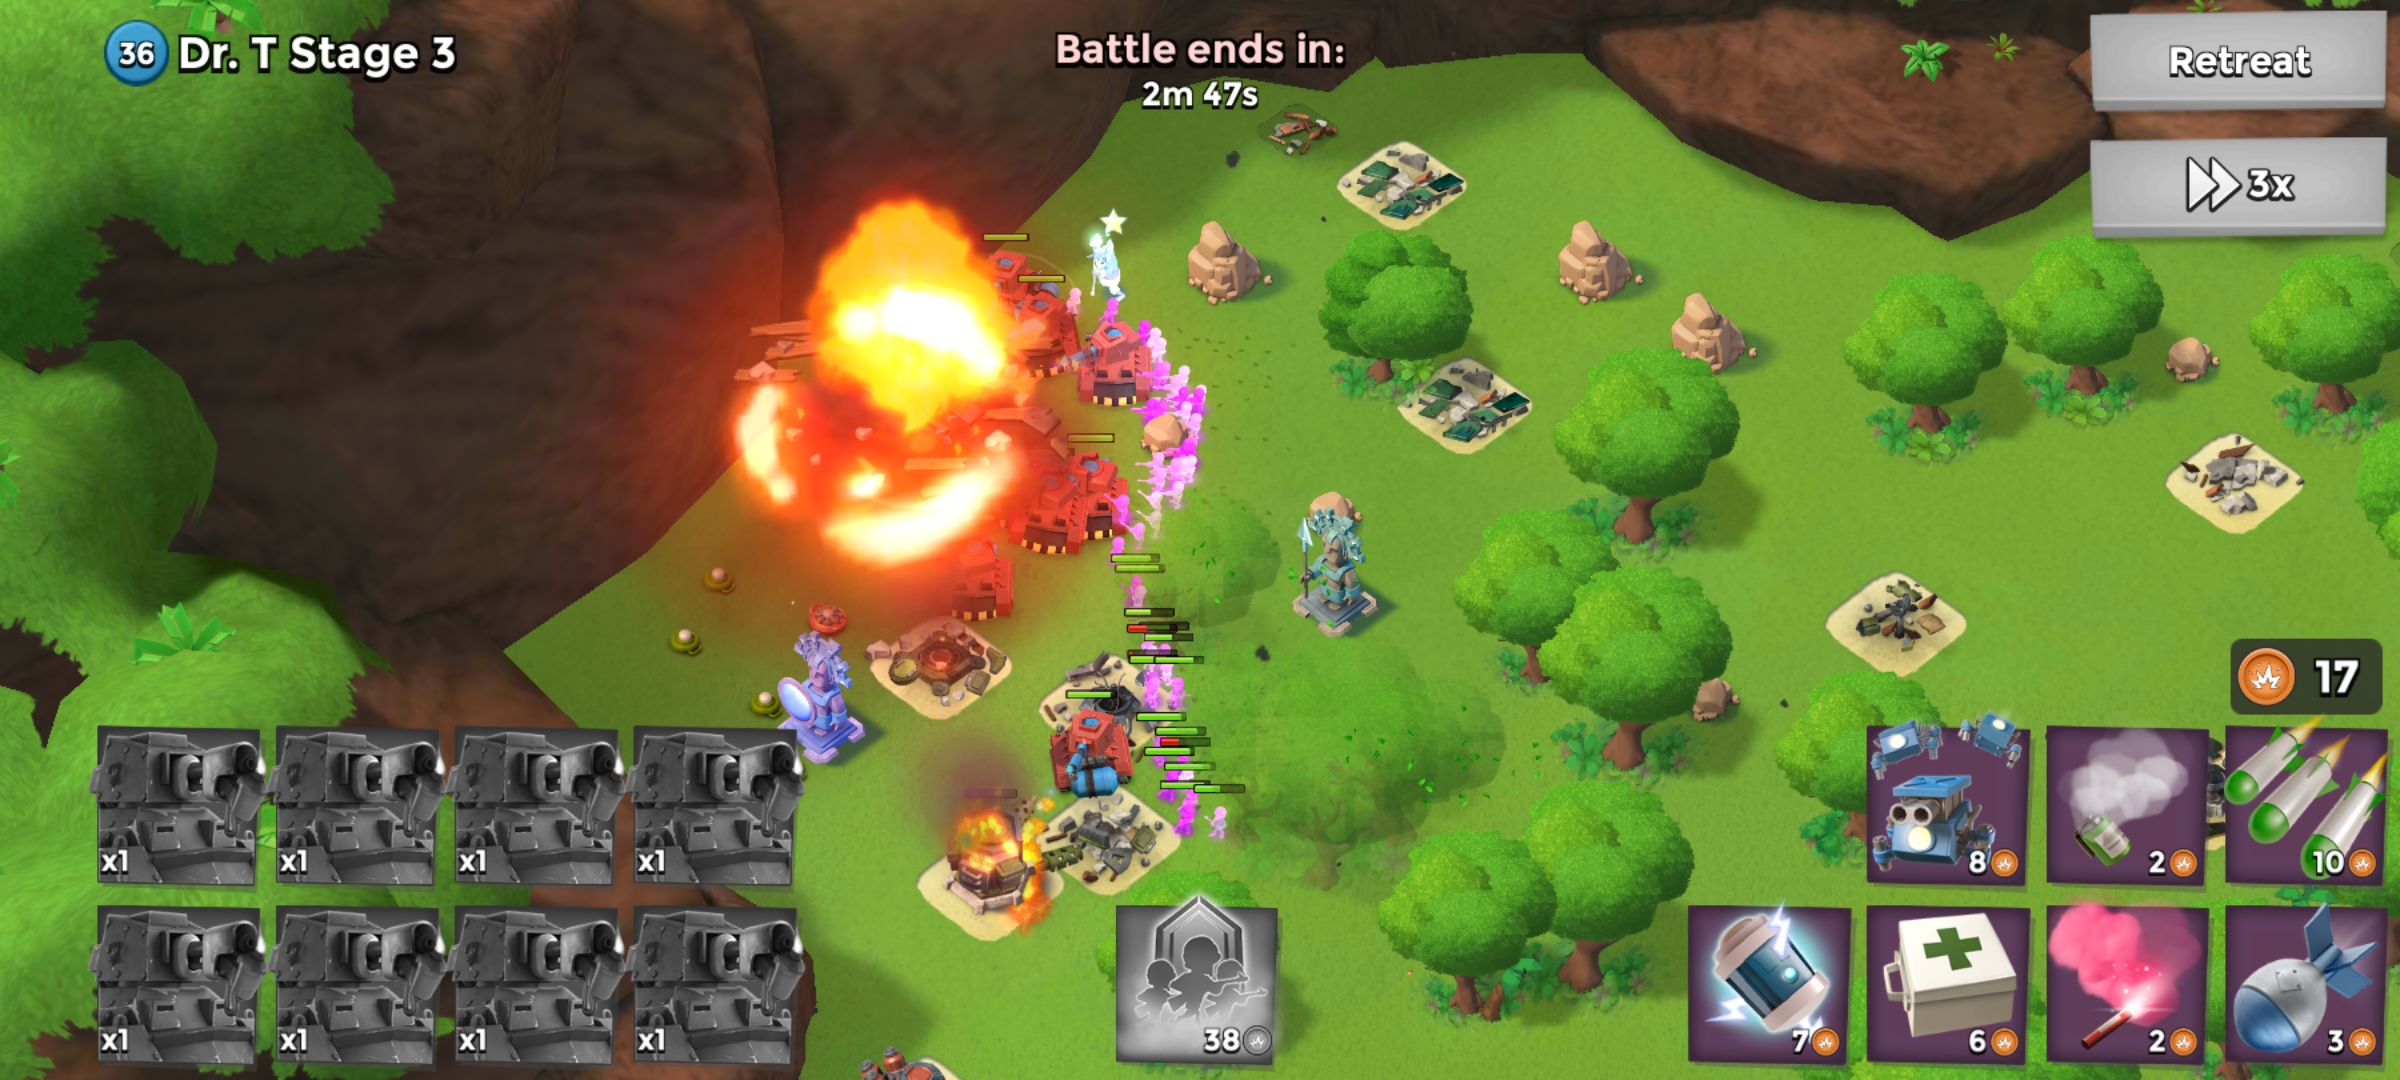 36 Dr. T Stage 3
Battle ends in:
2m 47s
Retreat
3x
17
x1 x1 x1 x1
8 2 10
x1 x1 x1 x1
38
7 6 2 3